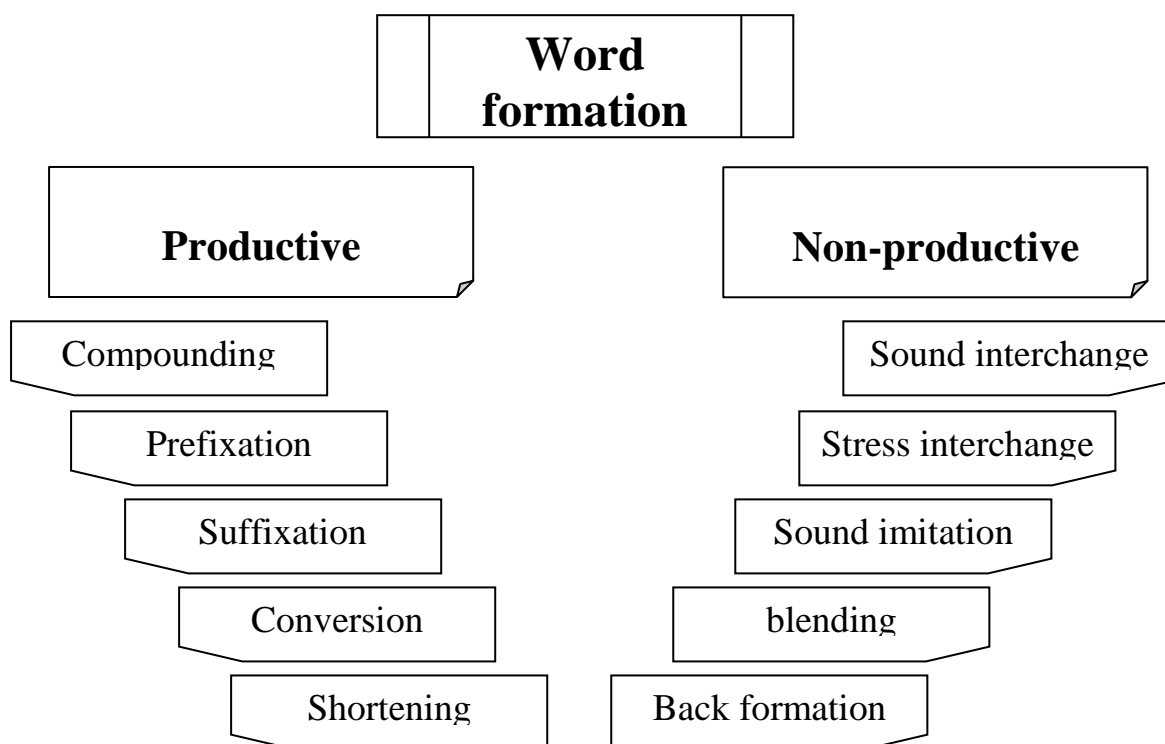 Word
formation
Productive
Non-productive
Compounding
Sound interchange
Prefixation
Stress interchange
Suffixation
Sound imitation
Conversion
blending
Shortening
Back formation